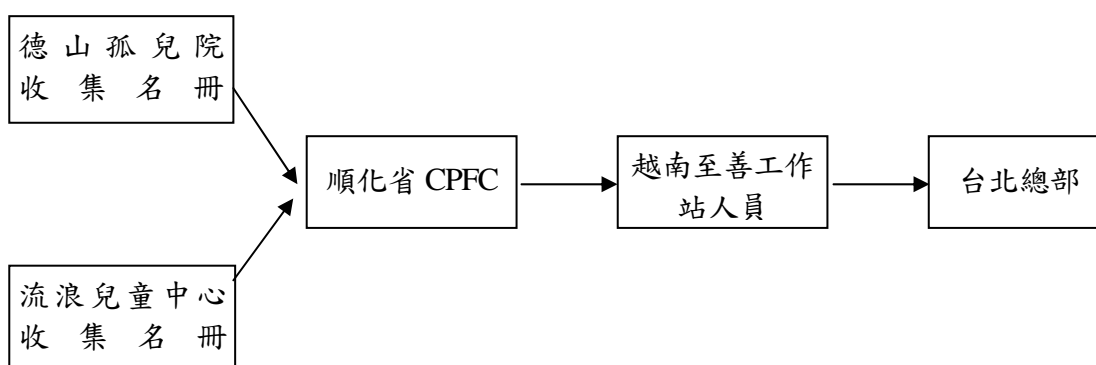 德山孤兒院
收集名冊
流浪兒童中心
收集名冊
順化省 CPFC
越南至善工作
站人員
台北總部